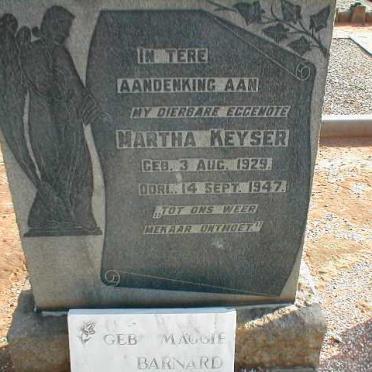 IN TERE
AANDENKING AAN
MY DIERBARE EGGENOTE
MARTHA KEYSER
GEB. 3 AUG. 1929.
OORL. 14 SEPT. 1947.
„TOT ONS WEER
MEKAAR ONTMOET"
GEB MAGGIE
BARNARD